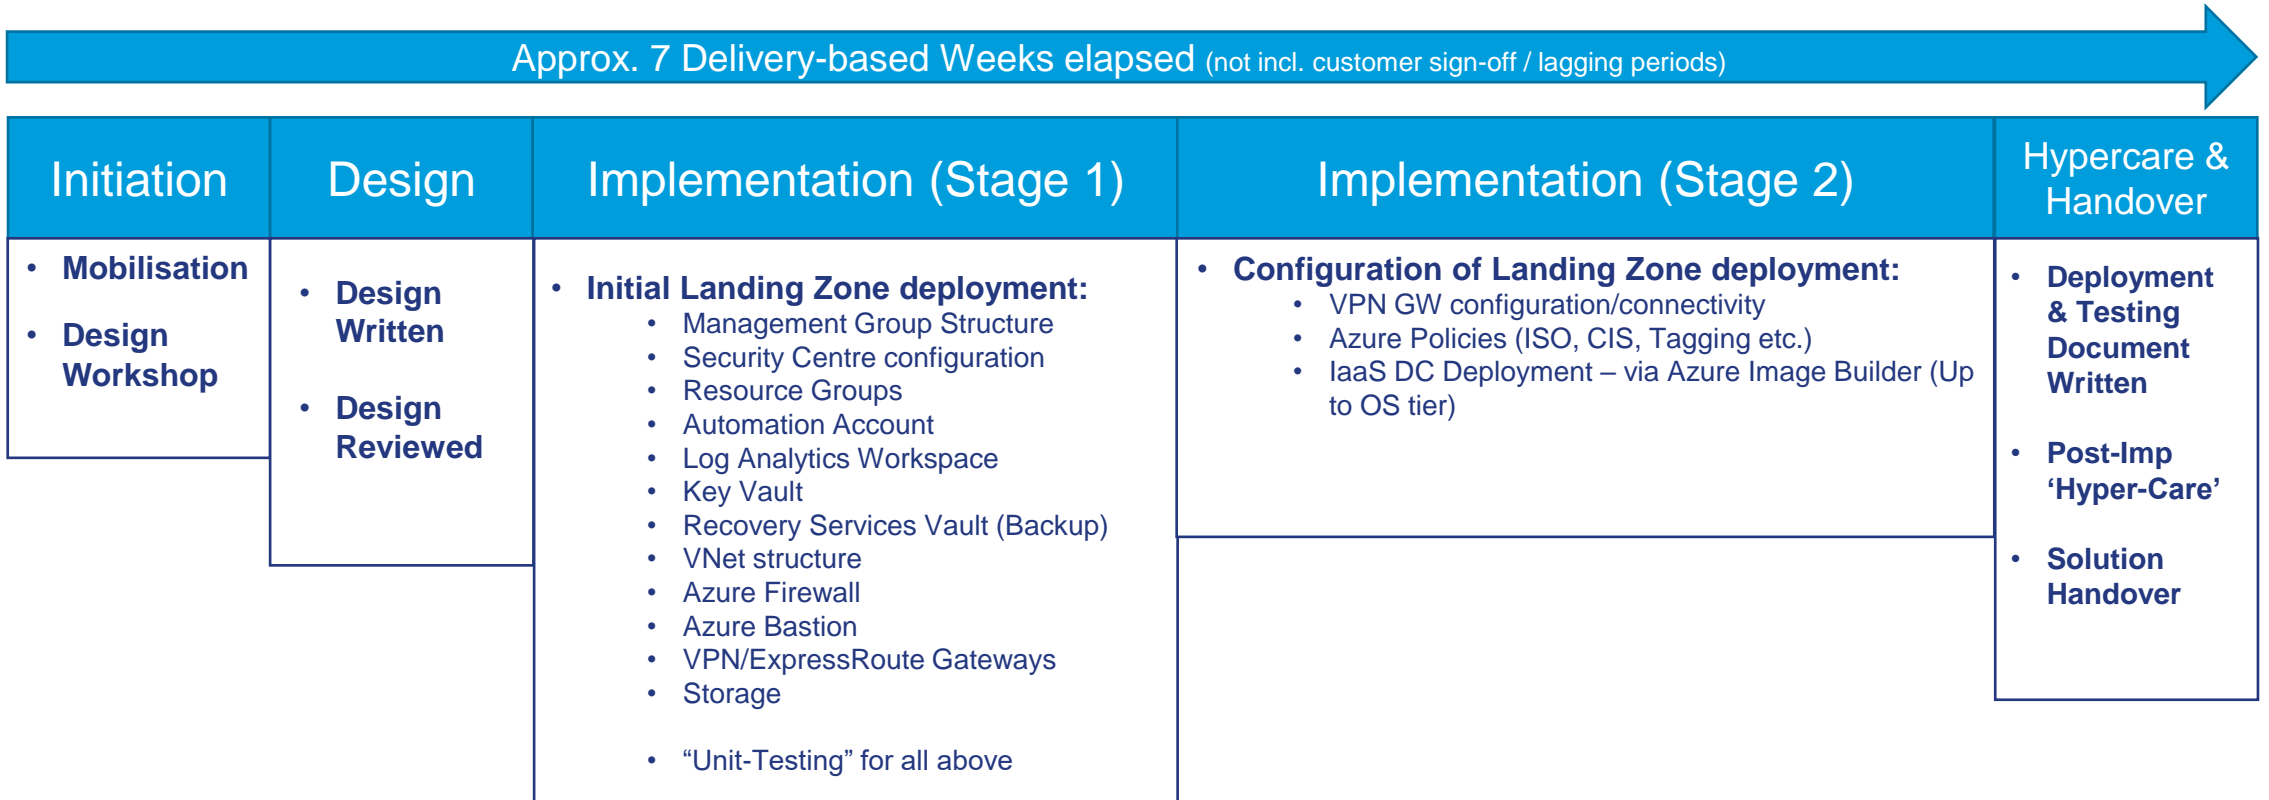 Approx. 7 Delivery-based Weeks elapsed (not incl. customer sign-off / lagging periods)
Initiation
• Mobilisation
• Design
Workshop
Design
• Design
Written
• Design
Reviewed
Implementation (Stage 1)
• Initial Landing Zone deployment:
• Management Group Structure
• Security Centre configuration
• Resource Groups
• Automation Account
• Log Analytics Workspace
• Key Vault
• Recovery Services Vault (Backup)
• VNet structure
• Azure Firewall
• Azure Bastion
• VPN/ExpressRoute Gateways
• Storage
• “Unit-Testing” for all above
Implementation (Stage 2)
• Configuration of Landing Zone deployment:
• VPN GW configuration/connectivity
• Azure Policies (ISO, CIS, Tagging etc.)
• IaaS DC Deployment – via Azure Image Builder (Up
to OS tier)
Hypercare &
Handover
• Deployment
& Testing
Document
Written
• Post-Imp
‘Hyper-Care’
• Solution
Handover